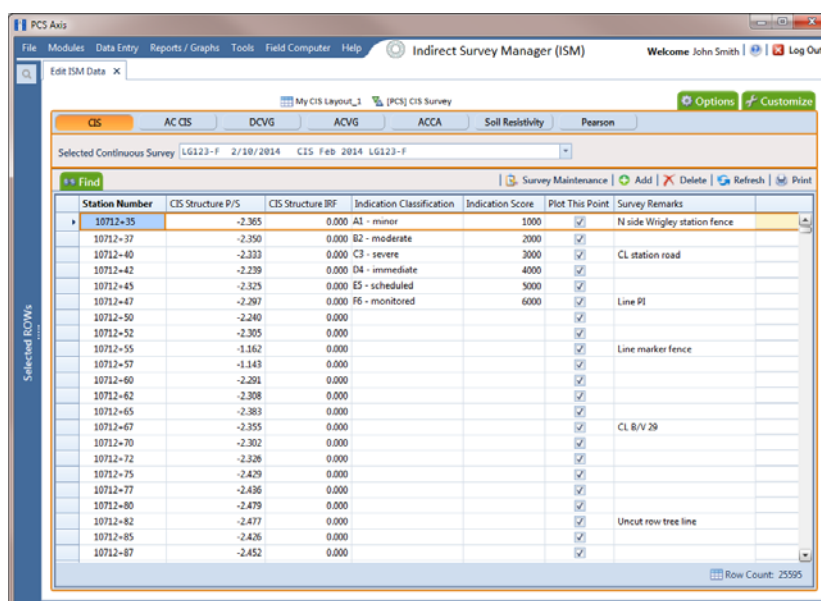 PCS Axis
File Modules Data Entry Reports / Graphs Tools Field Computer Help Indirect Survey Manager (ISM) Welcome John Smith | Log Out
Edit ISM Data X
My CIS Layout_1 [PCS] CIS Survey Options Customize
CIS AC CIS DCVG ACVG ACCA Soil Resistivity Pearson
Selected Continuous Survey LG123-F 2/10/2014 CIS Feb 2014 LG123-F
Find | Survey Maintenance | Add | Delete | Refresh | Print
Station Number CIS Structure P/S CIS Structure IRF Indication Classification Indication Score Plot This Point Survey Remarks
10712+35 -2.365 0.000 A1 - minor 1000 N side Wrigley station fence
10712+37 -2.350 0.000 B2 - moderate 2000
10712+40 -2.333 0.000 C3 - severe 3000 CL station road
10712+42 -2.239 0.000 D4 - immediate 4000
10712+45 -2.325 0.000 E5 - scheduled 5000
10712+47 -2.297 0.000 F6 - monitored 6000 Line PI
10712+50 -2.240 0.000
10712+52 -2.305 0.000
10712+55 -1.162 0.000 Line marker fence
10712+57 -1.143 0.000
10712+60 -2.291 0.000
10712+62 -2.308 0.000
10712+65 -2.383 0.000
10712+67 -2.355 0.000 CL B/V 29
10712+70 -2.302 0.000
10712+72 -2.326 0.000
10712+75 -2.429 0.000
10712+77 -2.436 0.000
10712+80 -2.479 0.000
10712+82 -2.477 0.000 Uncut row tree line
10712+85 -2.426 0.000
10712+87 -2.452 0.000
Row Count: 25595
Selected ROWs